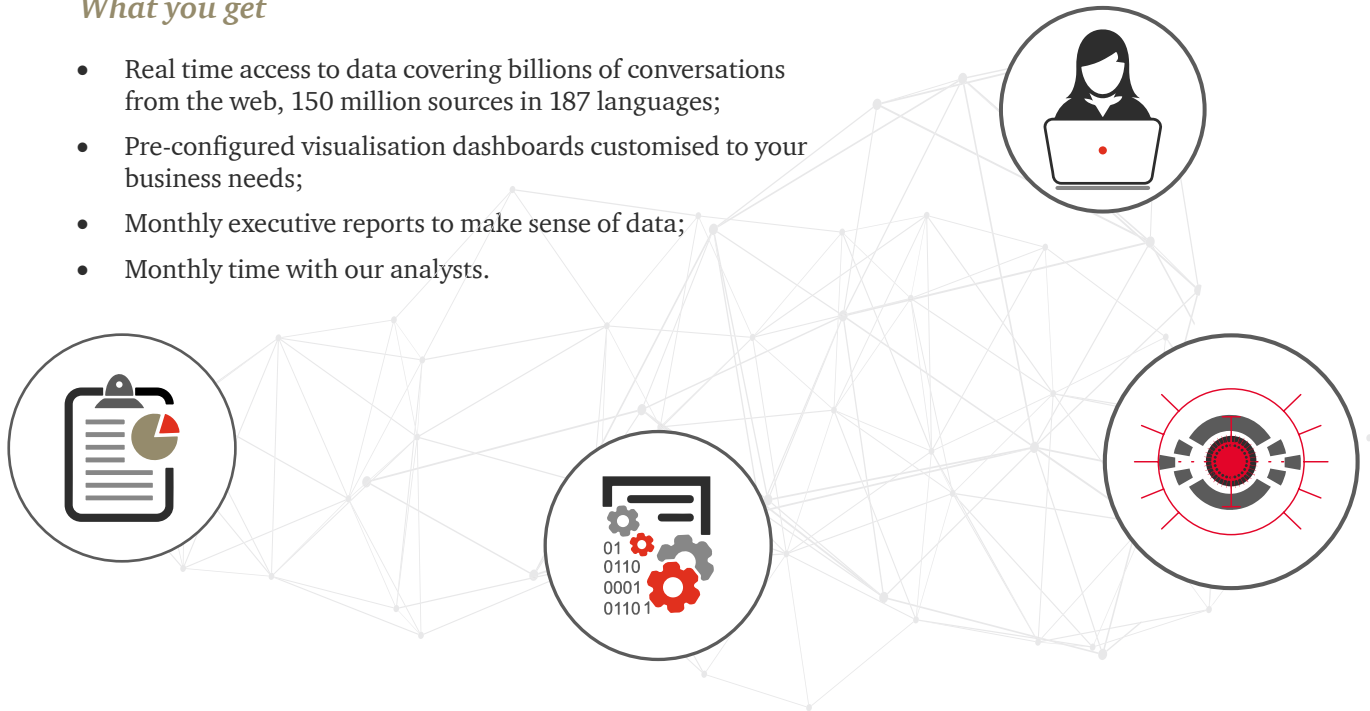 What you get
• Real time access to data covering billions of conversations
from the web, 150 million sources in 187 languages;
• Pre-configured visualisation dashboards customised to your
business needs;
• Monthly executive reports to make sense of data;
• Monthly time with our analysts.
01
0110
0001
01101